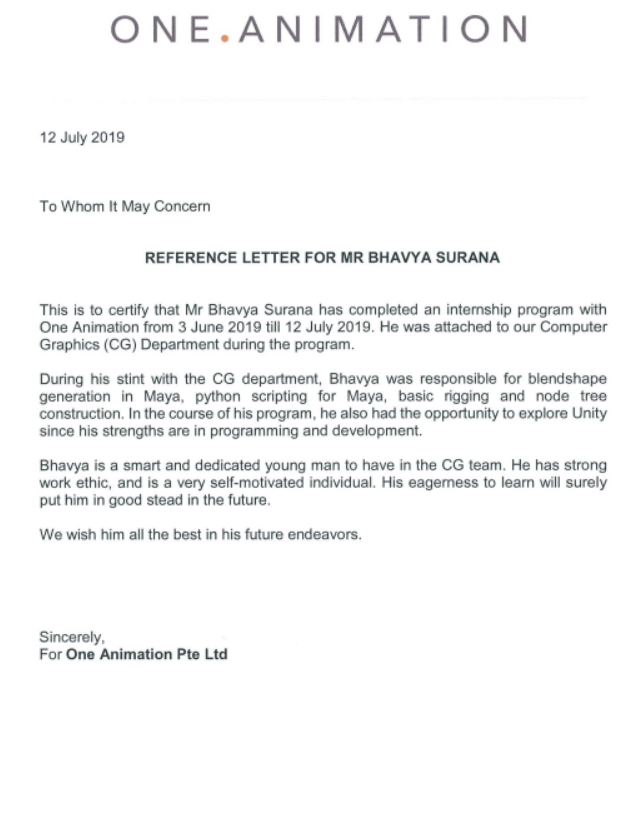 ONE.ANIMATION
12 July 2019
To Whom It May Concern
REFERENCE LETTER FOR MR BHAVYA SURANA
This is to certify that Mr Bhavya Surana has completed an internship program with
One Animation from 3 June 2019 till 12 July 2019. He was attached to our Computer
Graphics (CG) Department during the program.
During his stint with the CG department, Bhavya was responsible for blendshape
generation in Maya, python scripting for Maya, basic rigging and node tree
construction. In the course of his program, he also had the opportunity to explore Unity
since his strengths are in programming and development.
Bhavya is a smart and dedicated young man to have in the CG team. He has strong
work ethic, and is a very self-motivated individual. His eagerness to learn will surely
put him in good stead in the future.
We wish him all the best in his future endeavors.
Sincerely,
For One Animation Pte Ltd